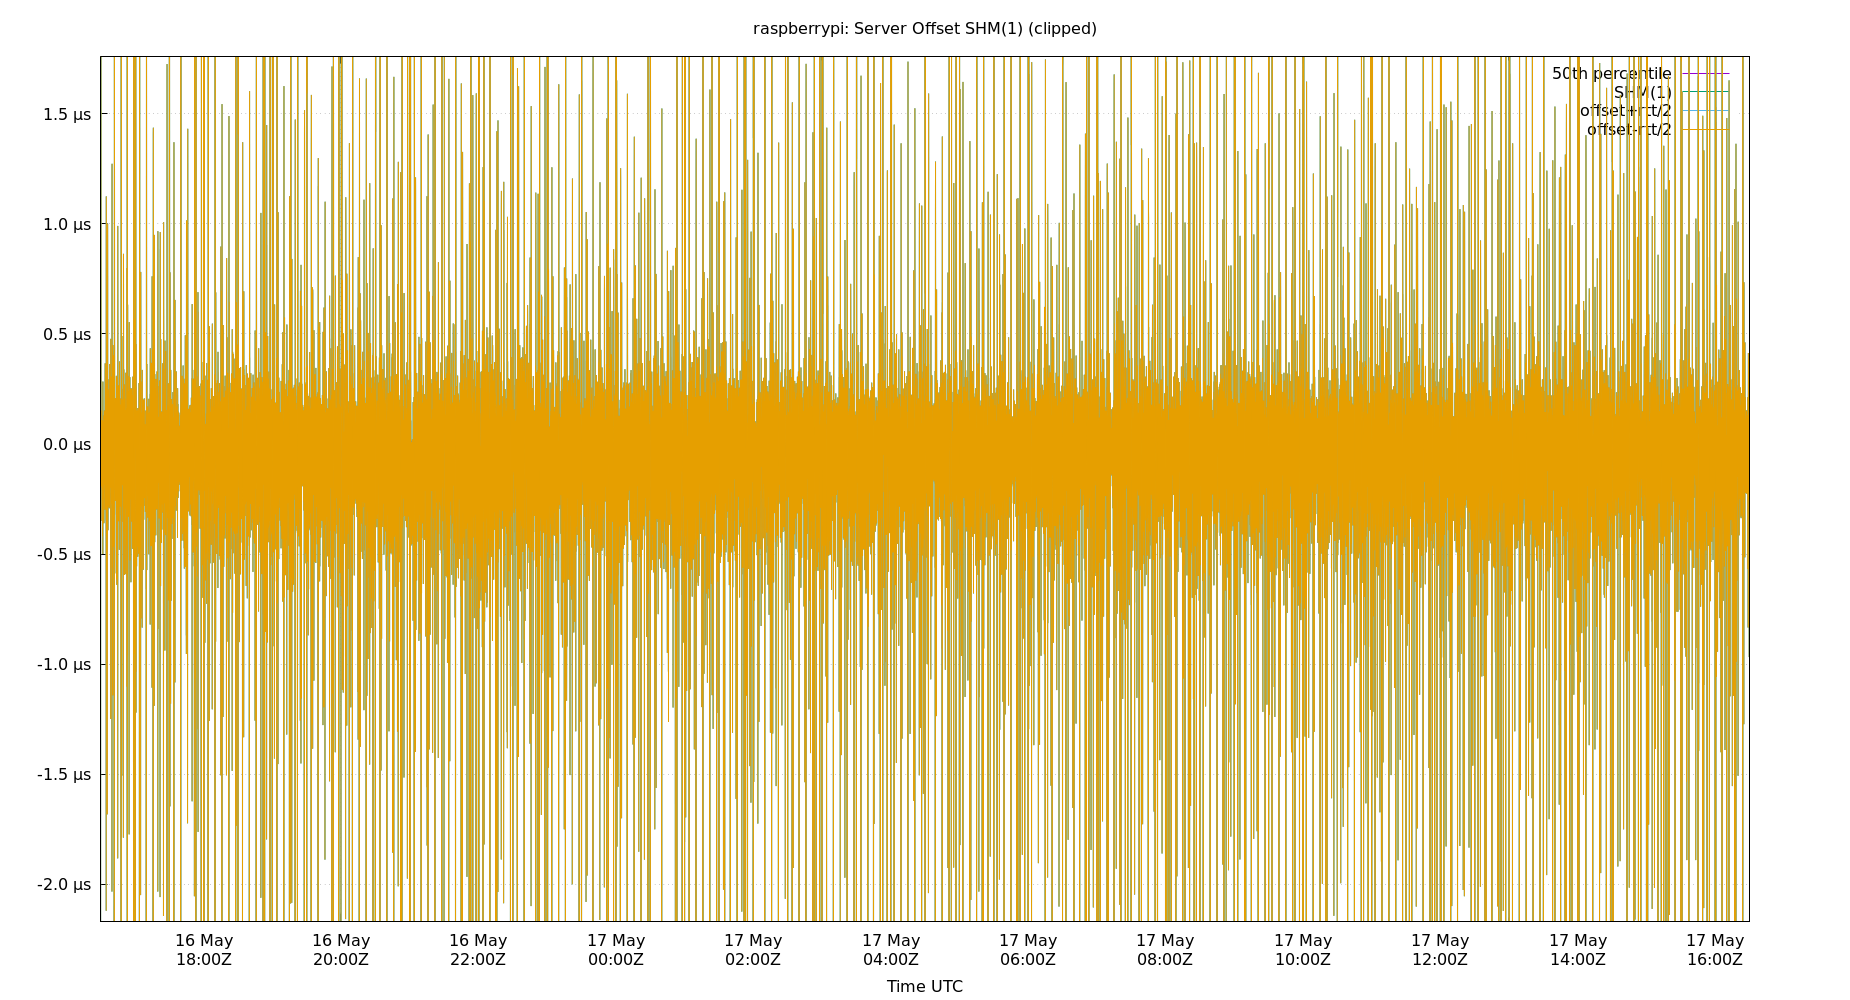 raspberrypi: Server Offset SHM(1) (clipped)
50th percentile
SHM(1)
offset+rtt/2
offset-rtt/2
1.5 µs
1.0 µs
0.5 µs
0.0 µs
-0.5 µs
-1.0 µs
-1.5 µs
-2.0 µs
16 May 16 May 16 May 17 May 17 May 17 May 17 May 17 May 17 May 17 May 17 May 17 May
18:00Z 20:00Z 22:00Z 00:00Z 02:00Z 04:00Z 06:00Z 08:00Z 10:00Z 12:00Z 14:00Z 16:00Z
Time UTC